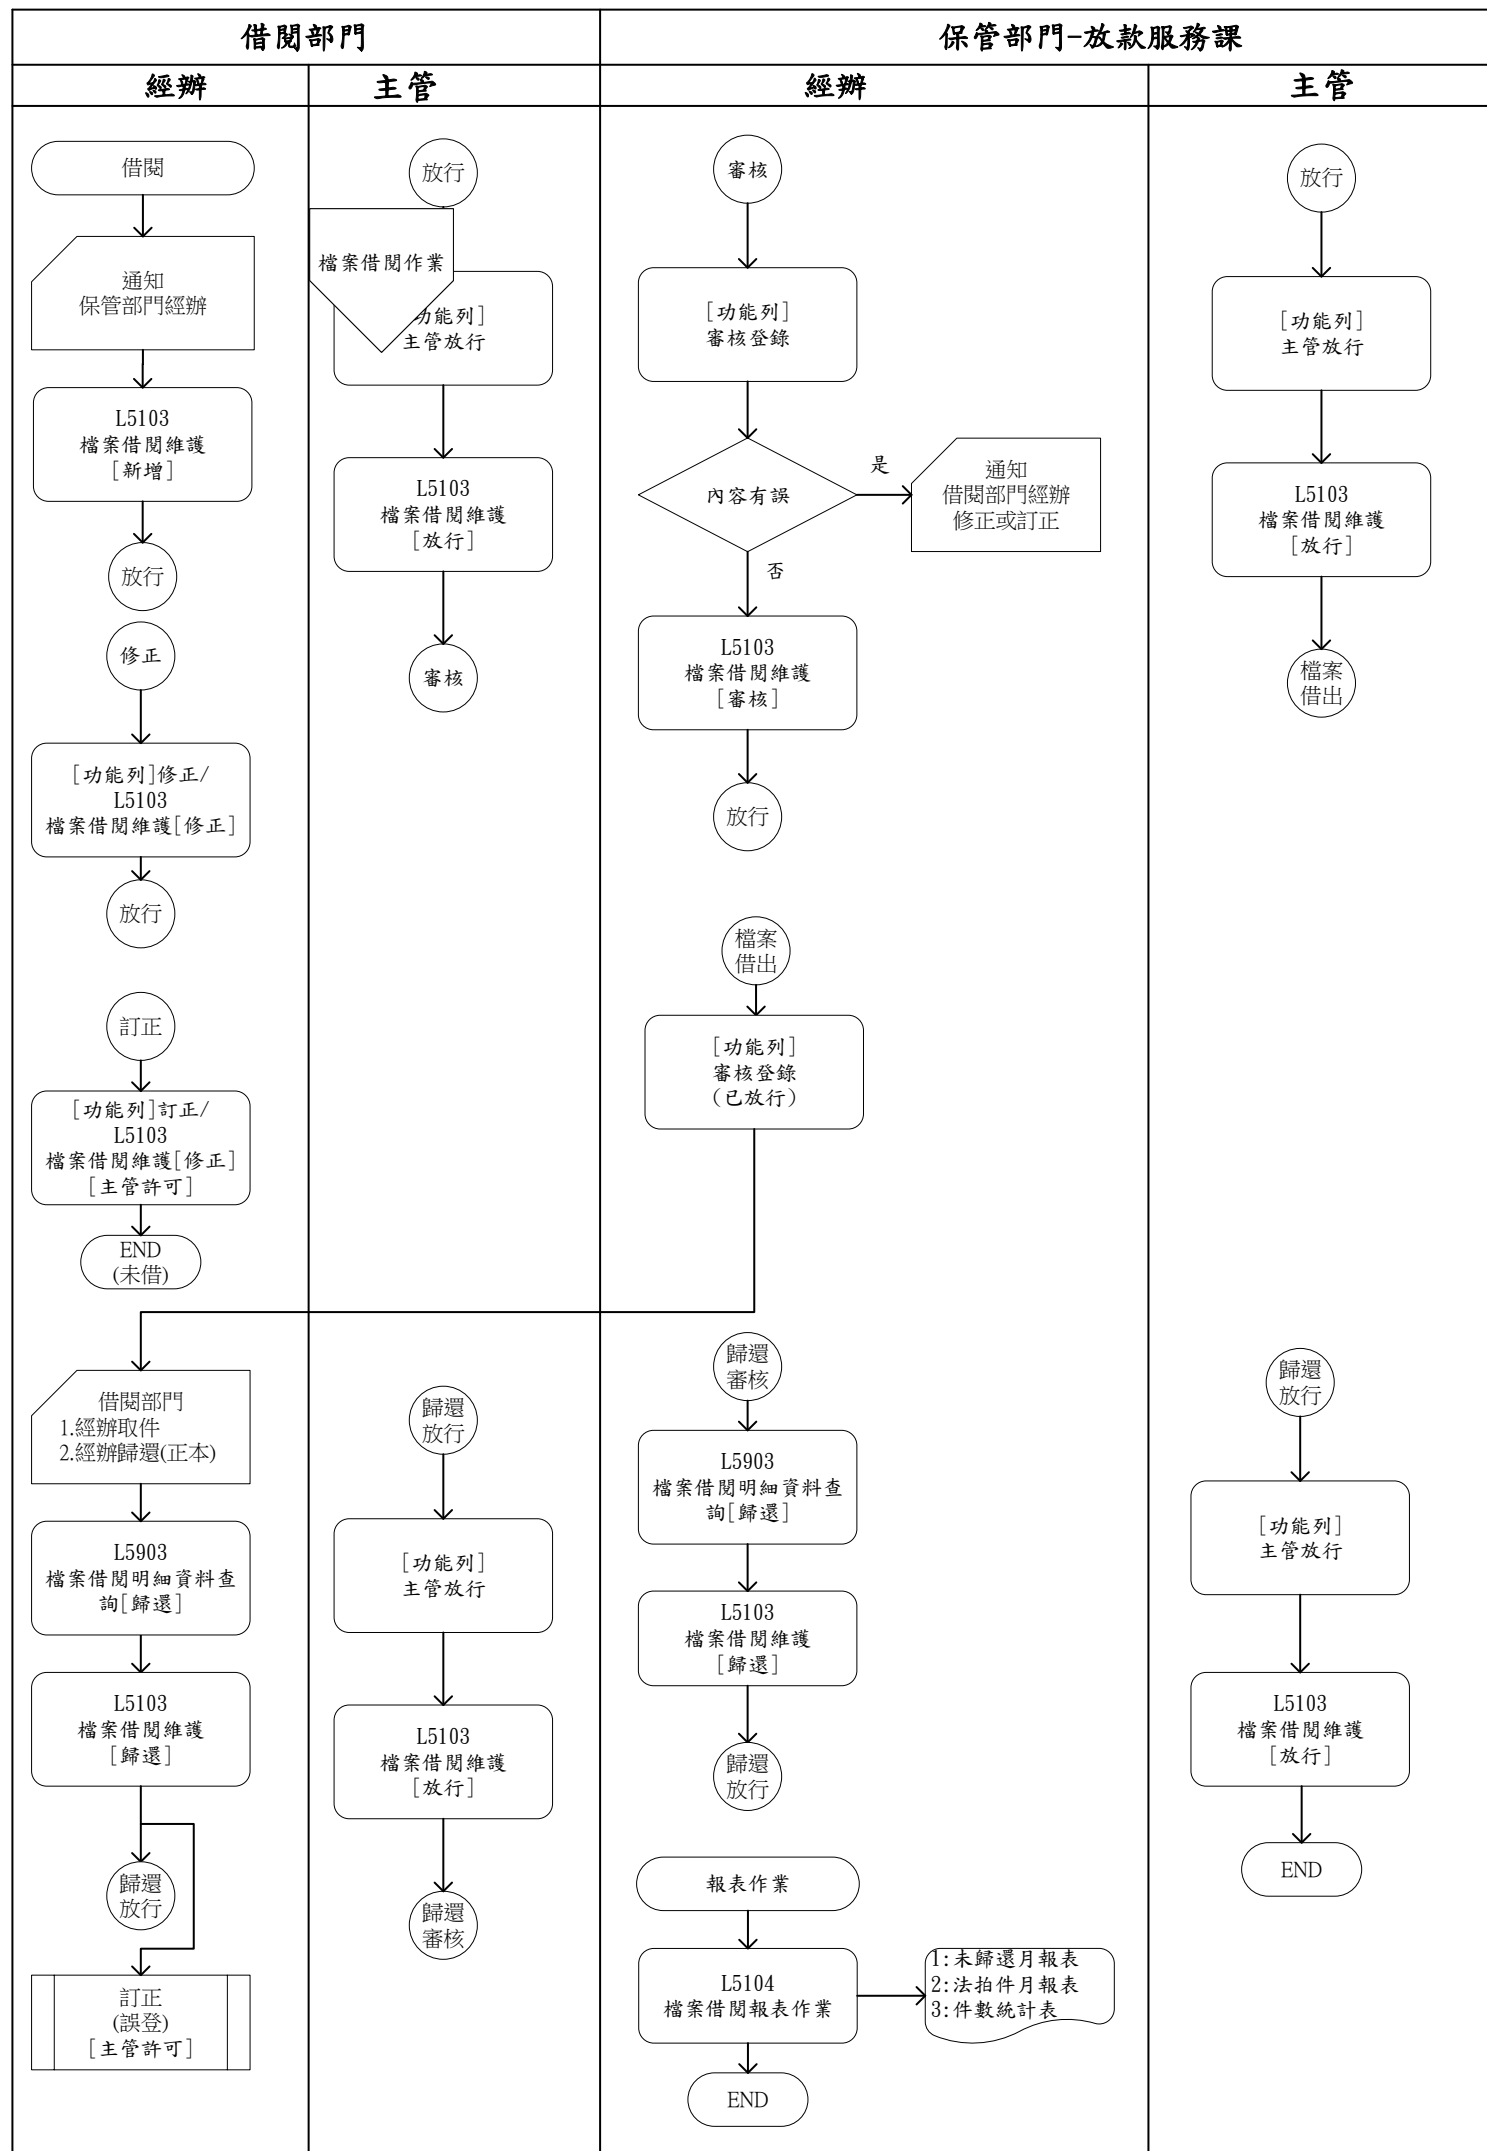 借閱部門
保管部門-放款服務課
經辦
主管
經辦
主管
借閱
通知
保管部門經辦
L5103
檔案借閱維護
[新增]
放行
修正
[功能列]修正/
L5103
檔案借閱維護[修正]
放行
訂正
[功能列]訂正/
L5103
檔案借閱維護[修正]
[主管許可]
END
(未借)
借閱部門
1.經辦取件
2.經辦歸還(正本)
L5903
檔案借閱明細資料查
詢[歸還]
L5103
檔案借閱維護
[歸還]
歸還
放行
訂正
(誤登)
[主管許可]
放行
檔案借閱作業
功能列]
主管放行
L5103
檔案借閱維護
[放行]
審核
歸還
放行
[功能列]
主管放行
L5103
檔案借閱維護
[放行]
歸還
審核
審核
[功能列]
審核登錄
內容有誤
是
通知
借閱部門經辦
修正或訂正
否
L5103
檔案借閱維護
[審核]
放行
檔案
借出
[功能列]
審核登錄
(已放行)
歸還
審核
L5903
檔案借閱明細資料查
詢[歸還]
L5103
檔案借閱維護
[歸還]
歸還
放行
報表作業
L5104
檔案借閱報表作業
1:未歸還月報表
2:法拍件月報表
3:件數統計表
END
放行
[功能列]
主管放行
L5103
檔案借閱維護
[放行]
檔案
借出
歸還
放行
[功能列]
主管放行
L5103
檔案借閱維護
[放行]
END